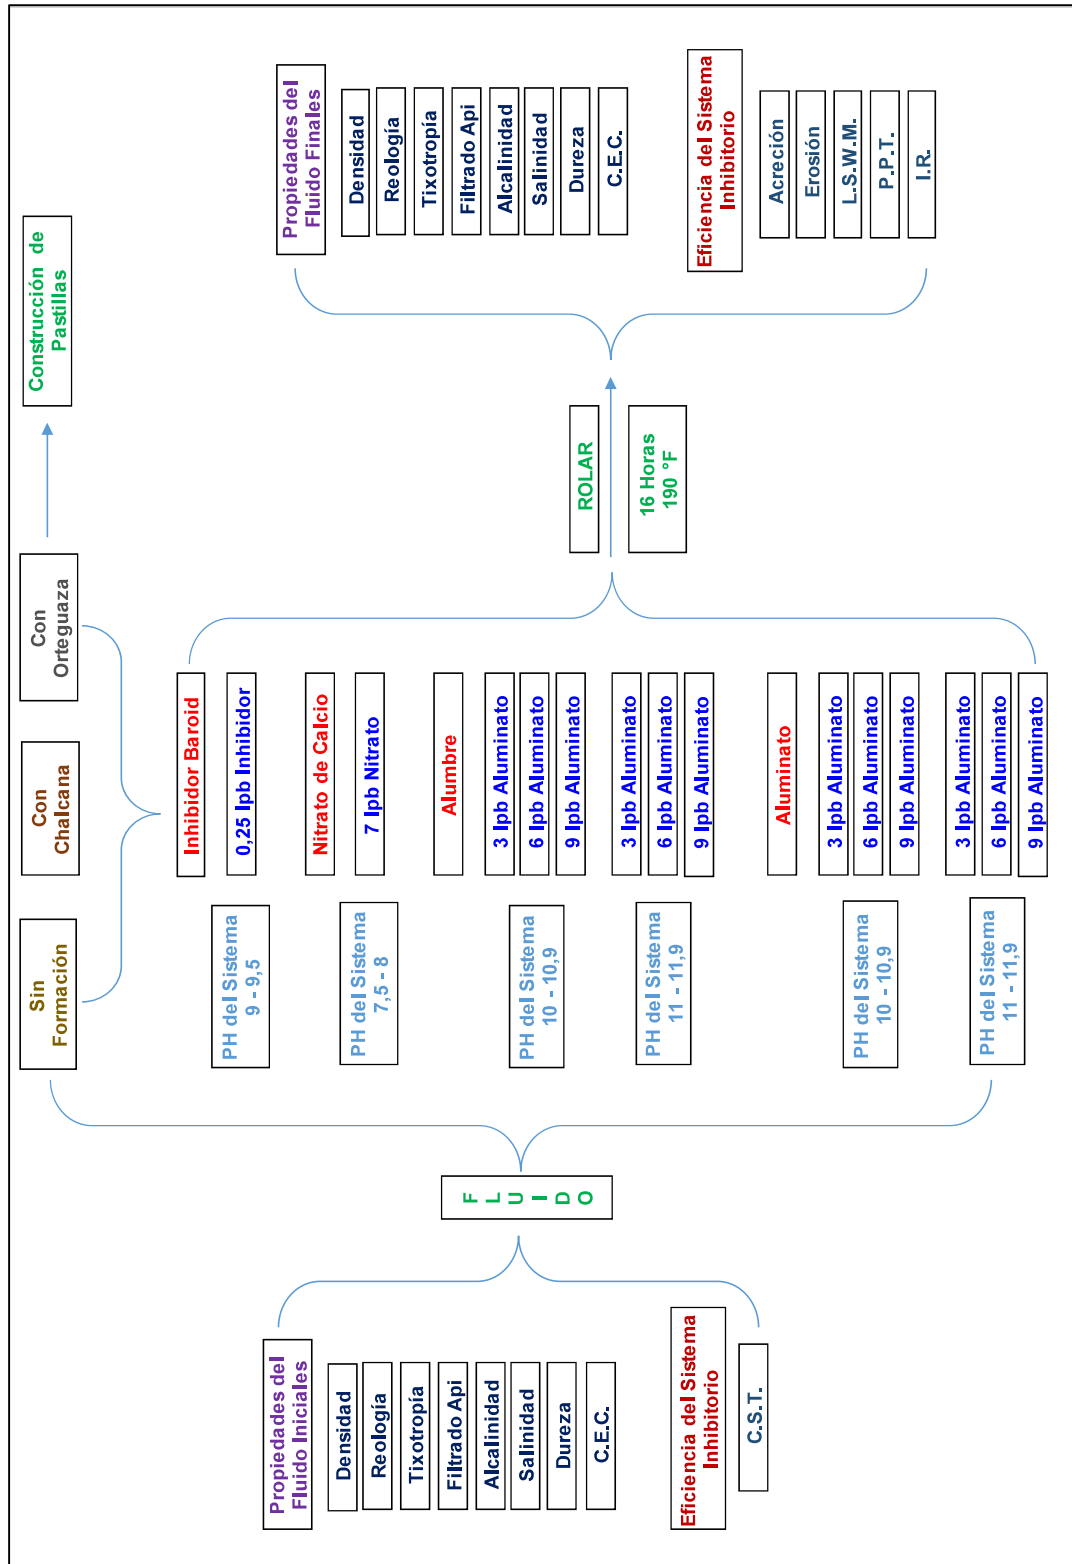 Sin
Formación
Con
Chalcana
Con
Orteguaza
Construcción de
Pastillas
Propiedades del
Fluido Iniciales
Densidad
Reología
Tixotropía
Filtrado Api
Alcalinidad
Salinidad
Dureza
C.E.C.
Eficiencia del Sistema
Inhibitorio
C.S.T.
F
L
U
I
D
O
Inhibidor Baroid
PH del Sistema
9 - 9,5
0,25 lpb Inhibidor
Nitrato de Calcio
PH del Sistema
7,5 - 8
7 lpb Nitrato
Alumbre
PH del Sistema
10 - 10,9
3 lpb Aluminato
6 lpb Aluminato
9 lpb Aluminato
PH del Sistema
11 - 11,9
3 lpb Aluminato
6 lpb Aluminato
9 lpb Aluminato
Aluminato
PH del Sistema
10 - 10,9
3 lpb Aluminato
6 lpb Aluminato
9 lpb Aluminato
PH del Sistema
11 - 11,9
3 lpb Aluminato
6 lpb Aluminato
9 lpb Aluminato
ROLAR
16 Horas
190 °F
Propiedades del
Fluido Finales
Densidad
Reología
Tixotropía
Filtrado Api
Alcalinidad
Salinidad
Dureza
C.E.C.
Eficiencia del Sistema
Inhibitorio
Acreción
Erosión
L.S.W.M.
P.P.T.
I.R.